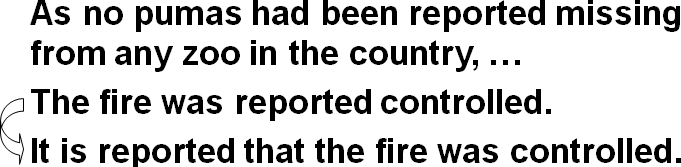 As no pumas had been reported missing
from any zoo in the country, …
The fire was reported controlled.
It is reported that the fire was controlled.